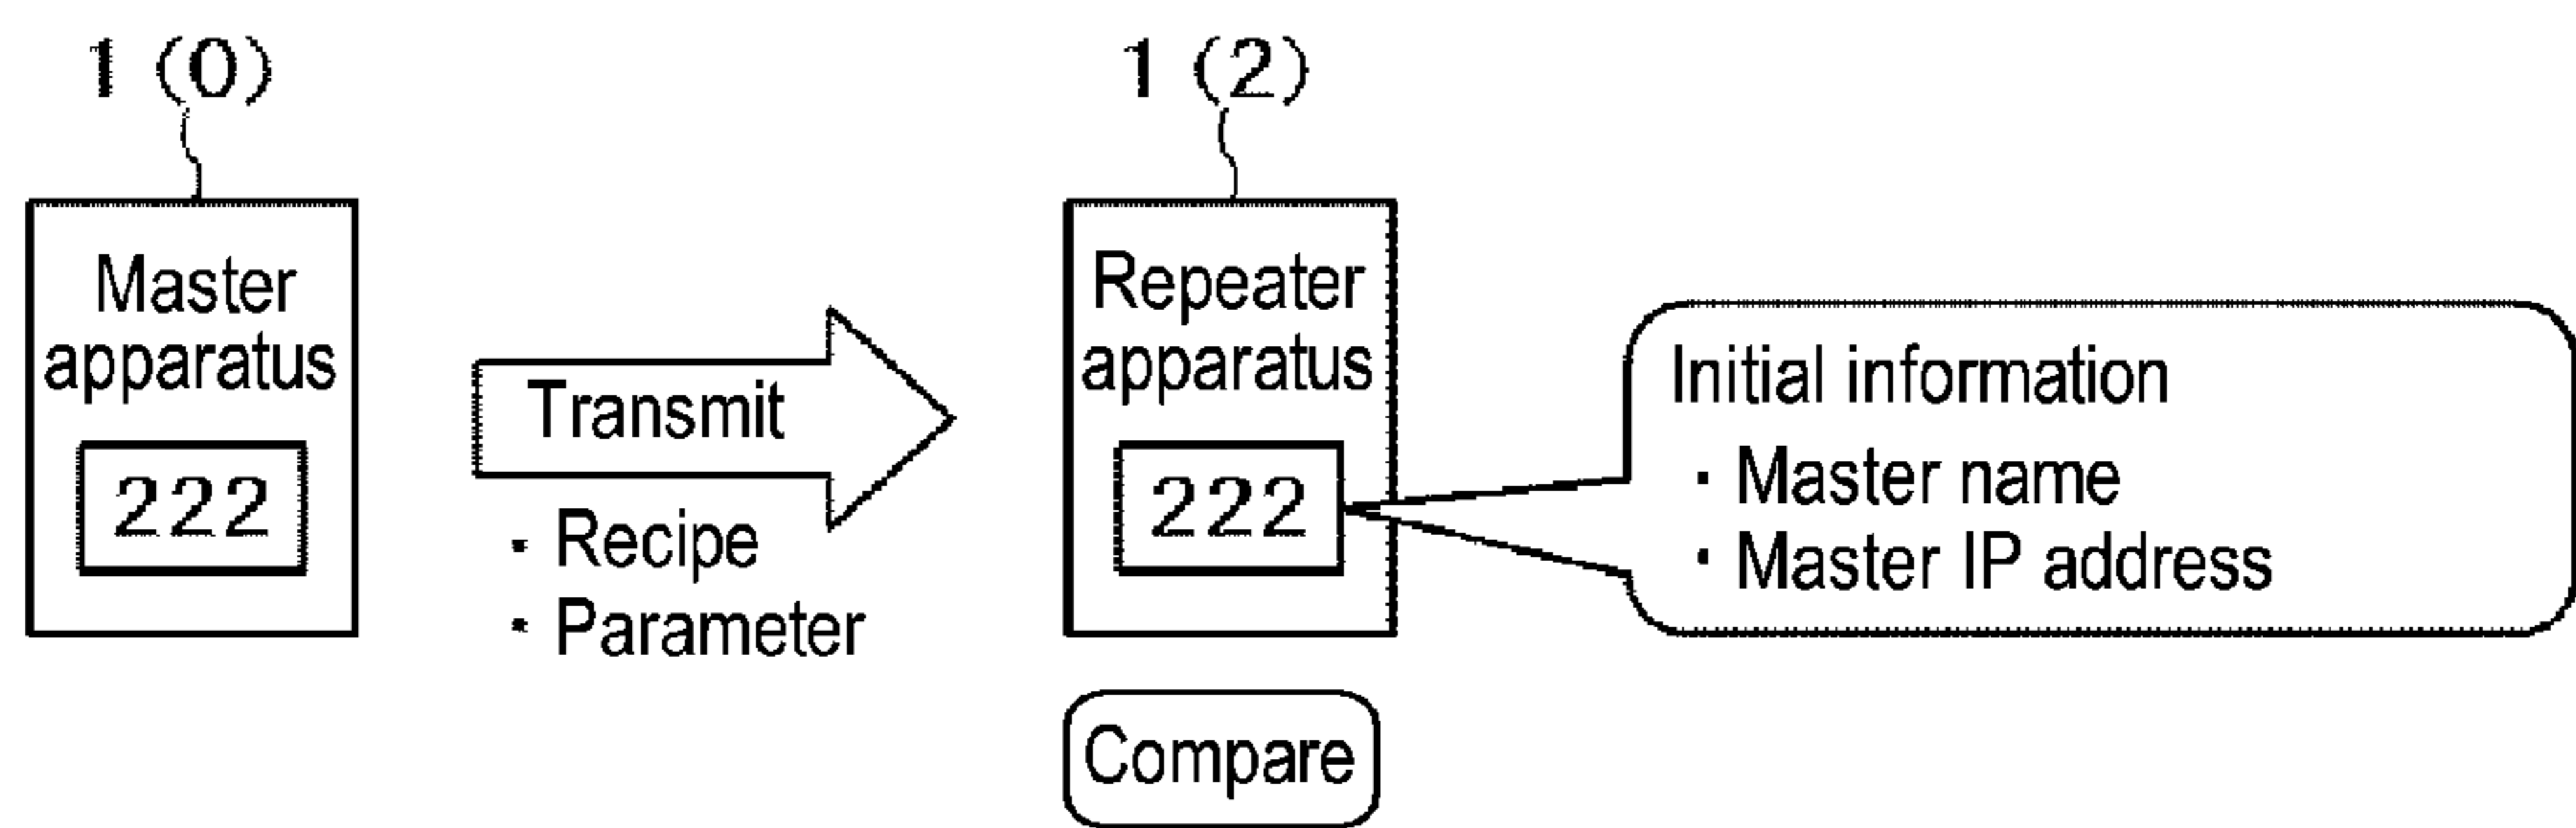 1 (0)
Master
apparatus
222
Transmit
・Recipe
・Parameter
1 (2)
Repeater
apparatus
222
Compare
Initial information
・Master name
・Master IP address